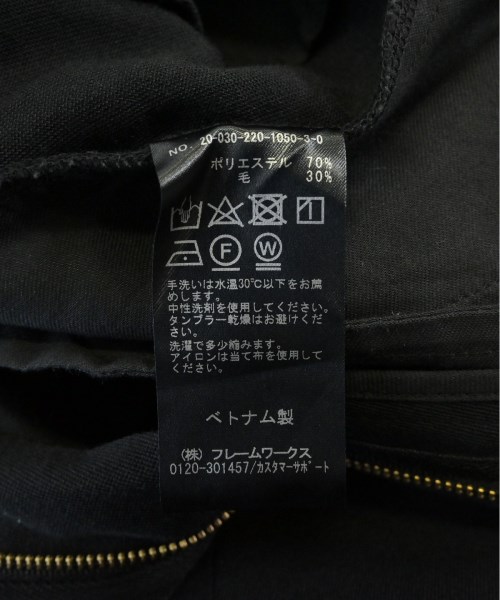 NO. 20-030-220-1050-3-0
ポリエステル 70%
毛 30%
F W
手洗いは水温30℃以下をお薦
めします。
中性洗剤を使用してください。
タンブラー乾燥はお避けくだ
さい。
洗濯で多少縮みます。
アイロンは当て布を使用して
ください。
ベトナム製
(株) フレームワークス
0120-301457/カスタマーサポート